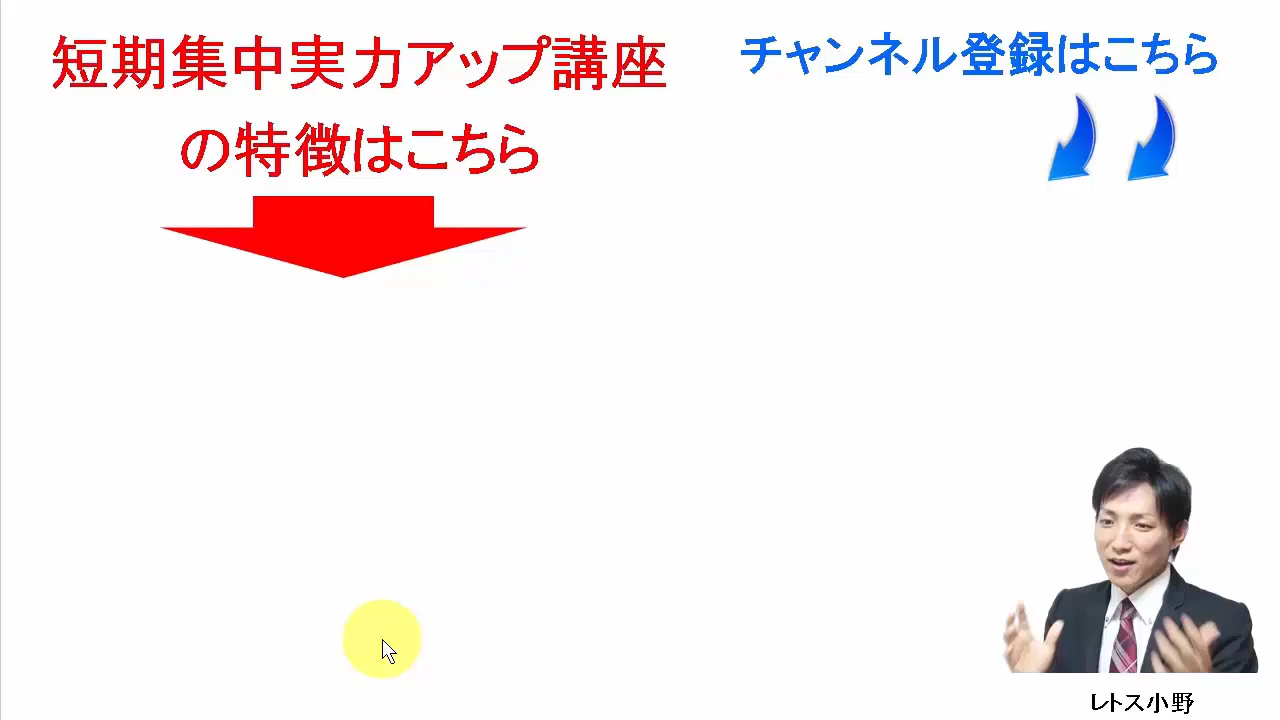 短期集中実力アップ講座
の特徴はこちら
チャンネル登録はこちら
レトス小野